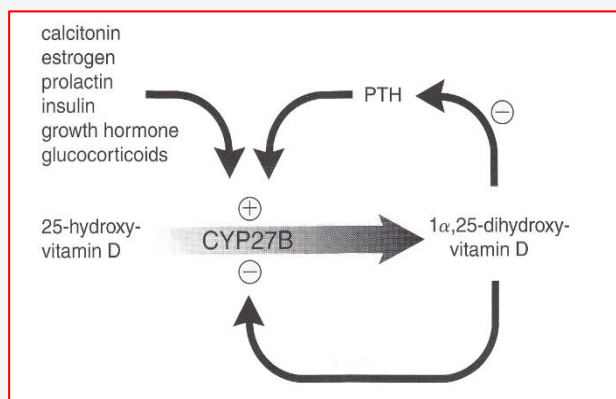 calcitonin
estrogen
prolactin
insulin
growth hormone
glucocorticoids
PTH
⊖
25-hydroxy-
vitamin D
⊕
CYP27B
⊖
1α,25-dihydroxy-
vitamin D